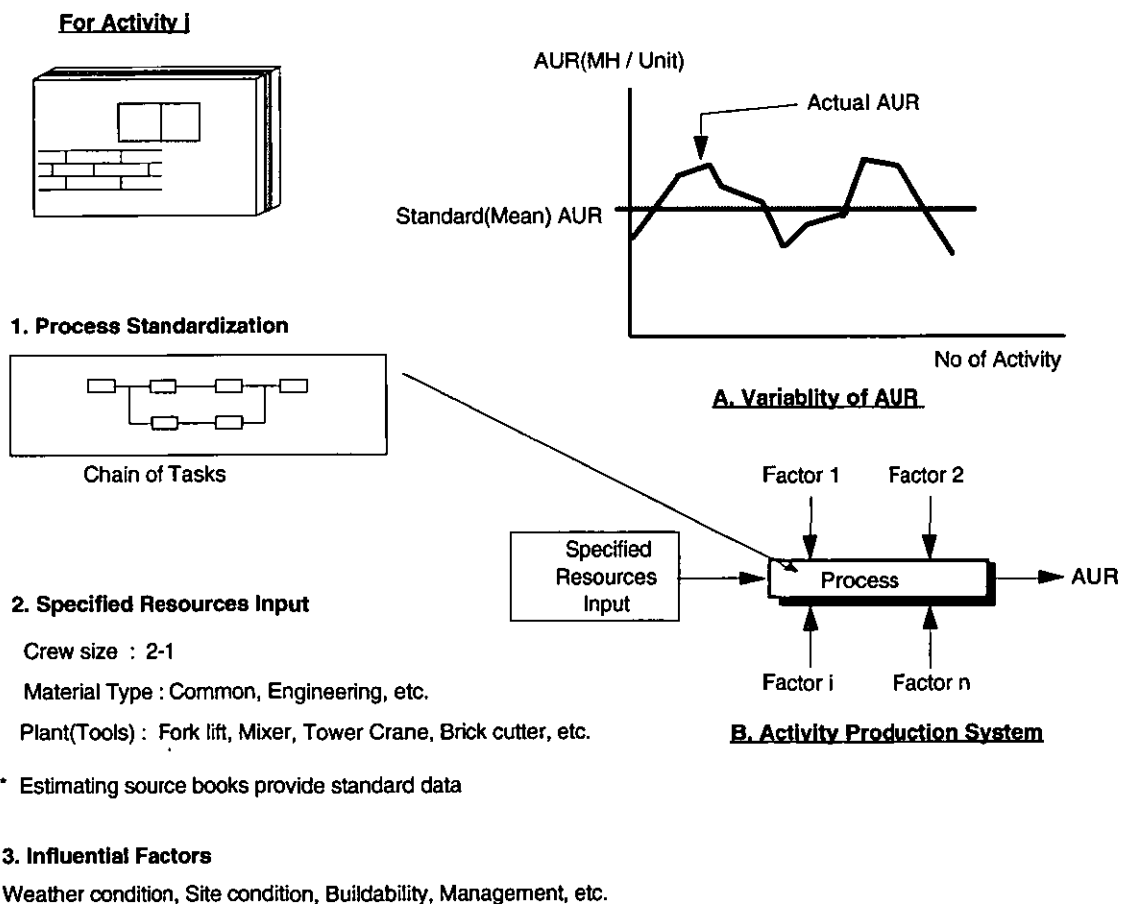 For Activity j
AUR(MH / Unit)
Actual AUR
Standard(Mean) AUR
No of Activity
A. Variablity of AUR
1. Process Standardization
Chain of Tasks
Factor 1
Factor 2
Specified
Resources
Input
Process
AUR
Factor i
Factor n
B. Activity Production System
2. Specified Resources Input
Crew size : 2-1
Material Type : Common, Engineering, etc.
Plant(Tools) : Fork lift, Mixer, Tower Crane, Brick cutter, etc.
* Estimating source books provide standard data
3. Influential Factors
Weather condition, Site condition, Buildability, Management, etc.